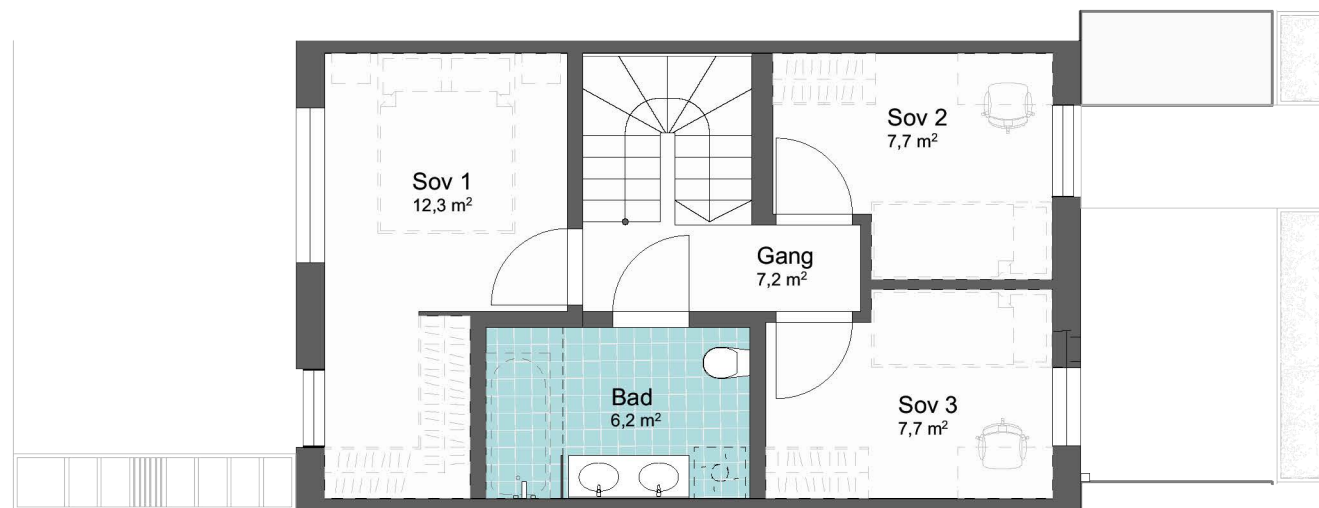 Sov 1
12,3 m²
Sov 2
7,7 m²
Gang
7,2 m²
Bad
6,2 m²
Sov 3
7,7 m²